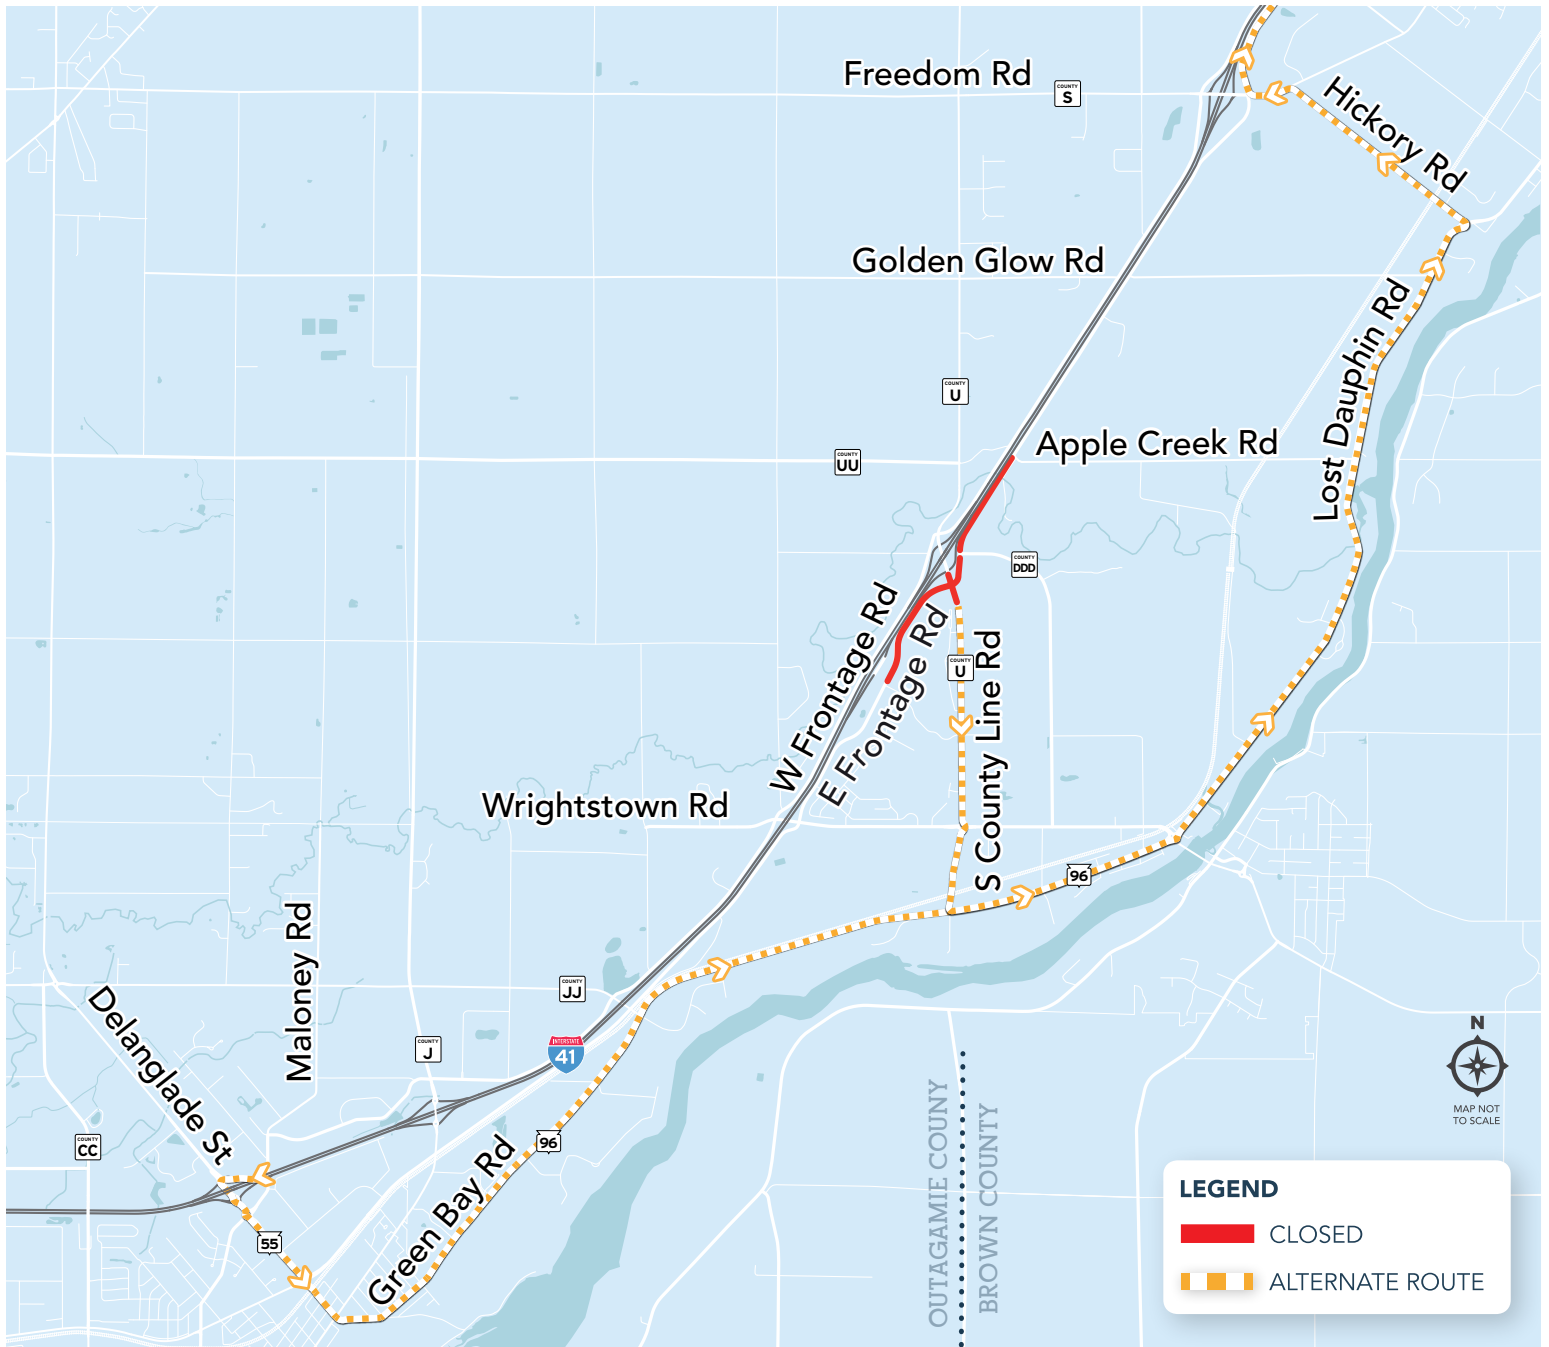 Freedom Rd
COUNTY
S
Hickory Rd
Golden Glow Rd
Lost Dauphin Rd
COUNTY
U
Apple Creek Rd
COUNTY
UU
COUNTY
DDD
W Frontage Rd
E Frontage Rd
COUNTY
U
S County Line Rd
Wrightstown Rd
96
Maloney Rd
Delanglade St
COUNTY
JJ
COUNTY
J
INTERSTATE
41
N
MAP NOT
TO SCALE
COUNTY
CC
96
Green Bay Rd
55
OUTAGAMIE COUNY
BROWN COUNTY
LEGEND
CLOSED
ALTERNATE ROUTE